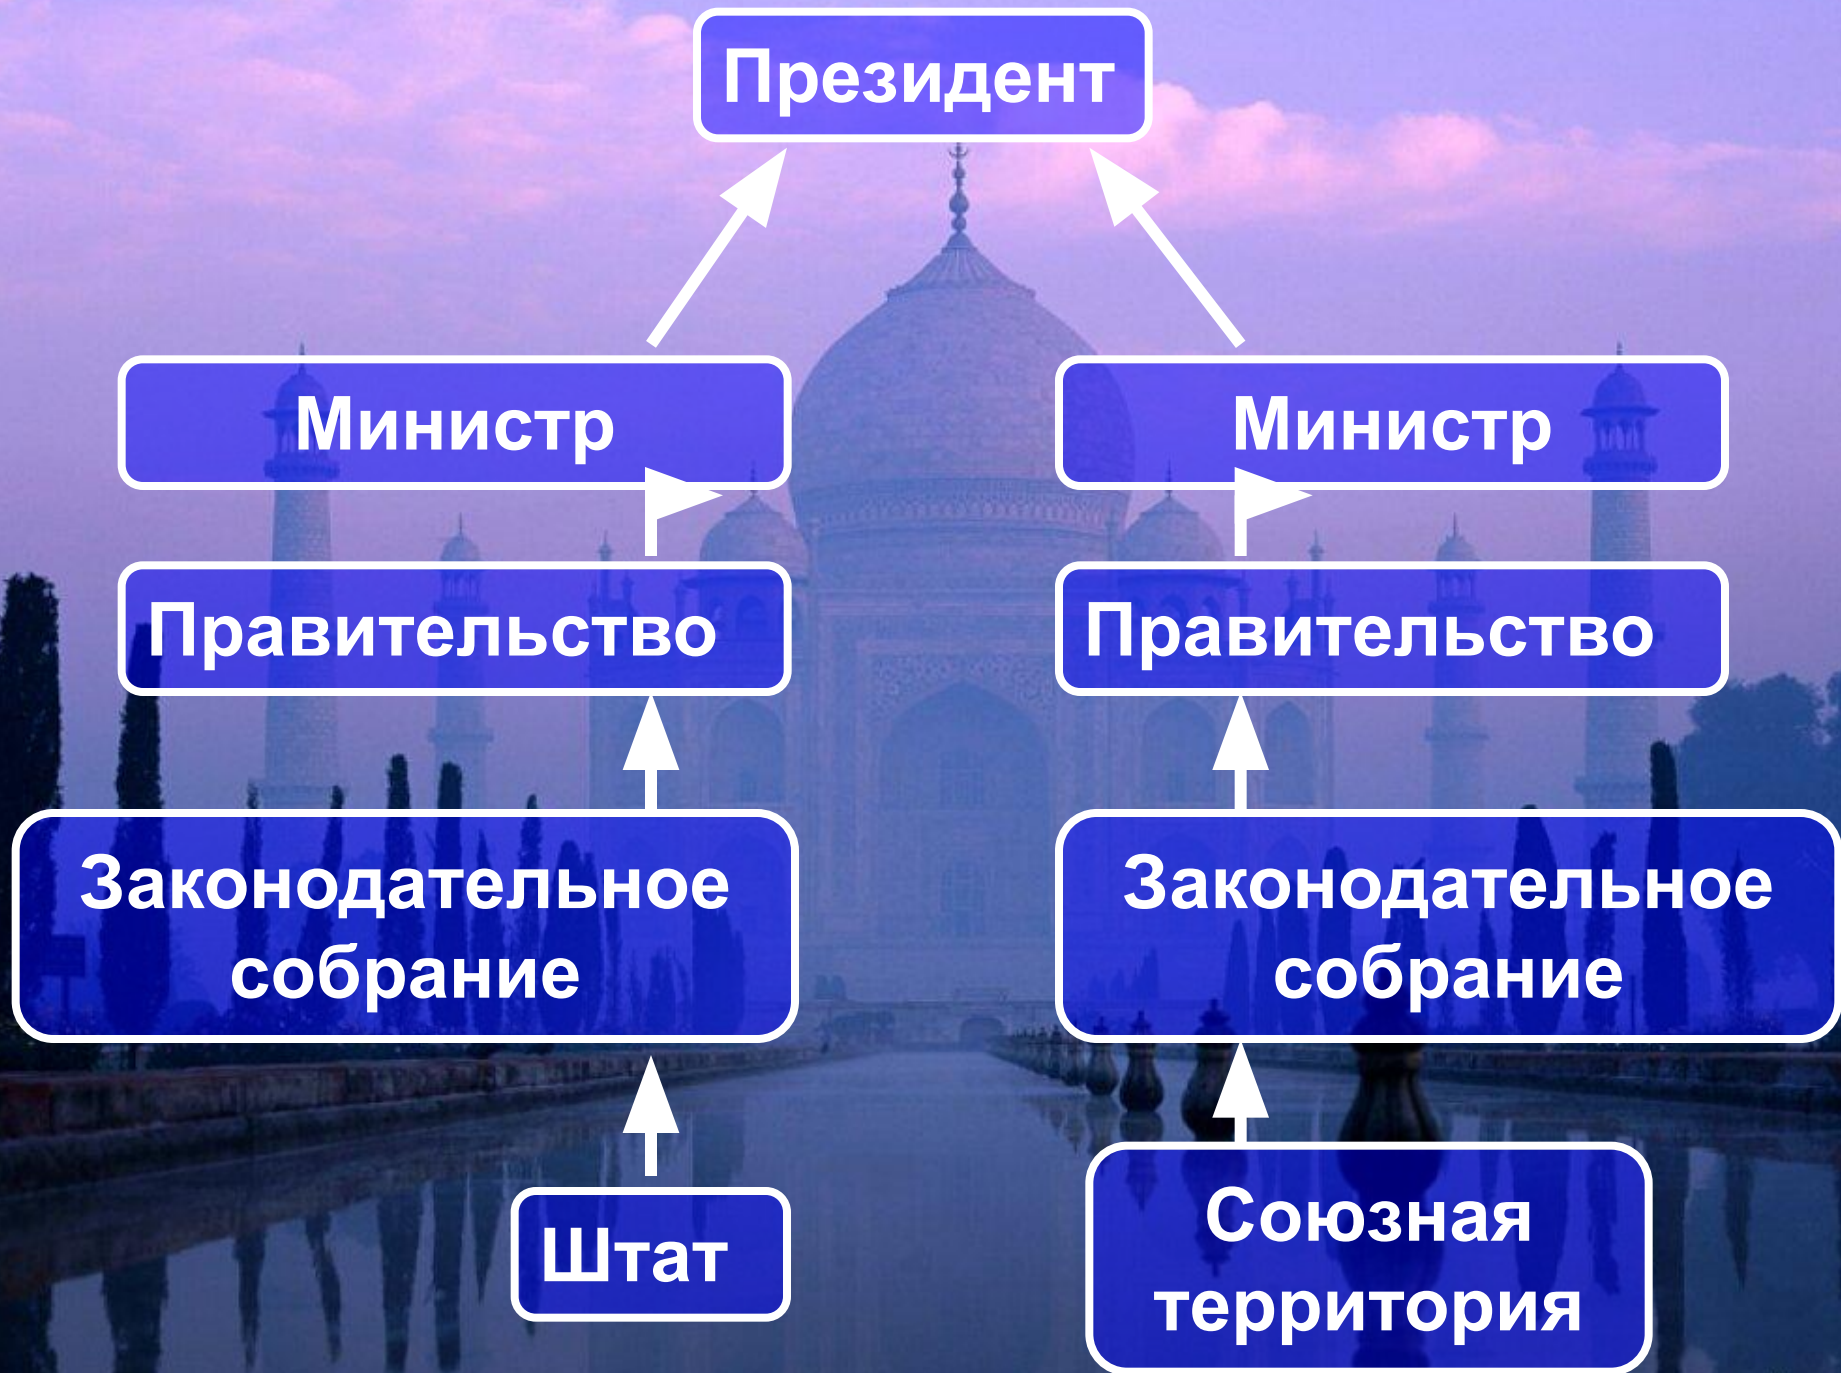 Президент
Министр
Министр
Правительство
Правительство
Законодательное
собрание
Законодательное
собрание
Штат
Союзная
территория